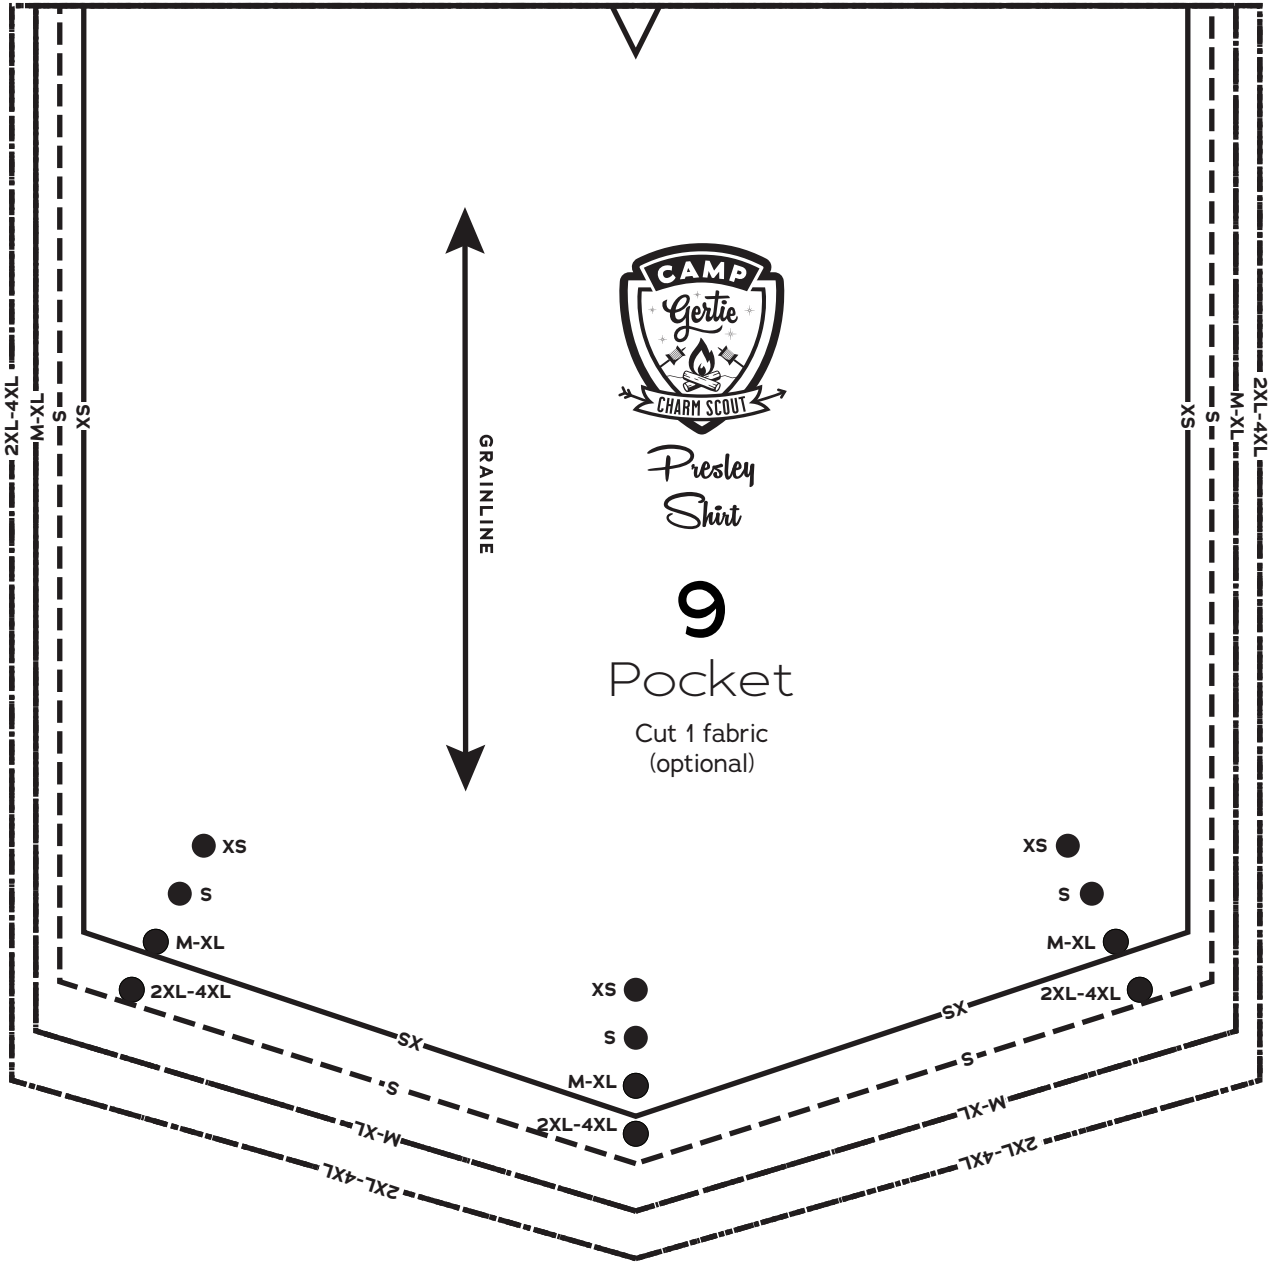 2XL-4XL
M-XL
S
XS
XS
S
M-XL
2XL-4XL
CAMP
Gertie
CHARM SCOUT
GRAINLINE
Presley
Shirt
9
Pocket
Cut 1 fabric
(optional)
XS
XS
S
S
M-XL
M-XL
2XL-4XL
2XL-4XL
XS
S
M-XL
2XL-4XL
XS
XS
S
S
M-XL
M-XL
2XL-4XL
2XL-4XL